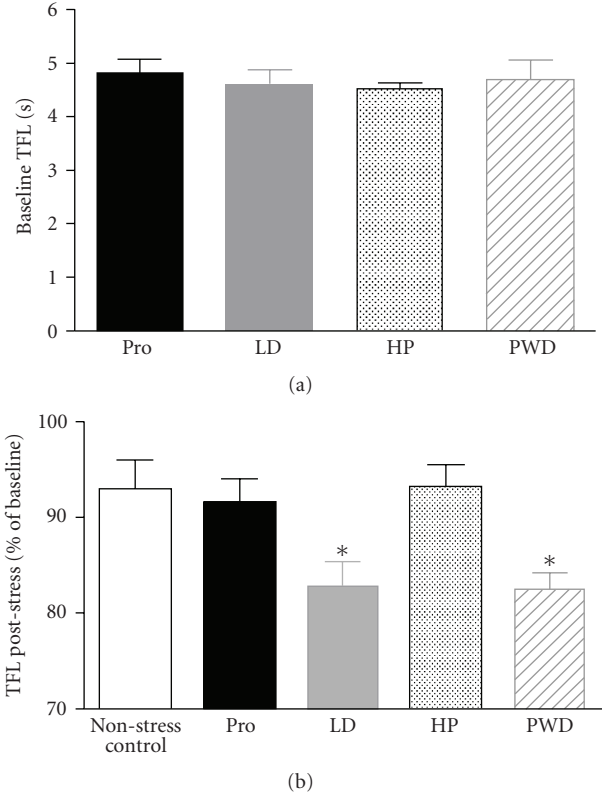 Baseline TFL (s)
6
5
4
3
2
1
0
Pro LD HP PWD
(a)
TFL post-stress (% of baseline)
100
90
80
70
*
*
Non-stress
control
Pro LD HP PWD
(b)